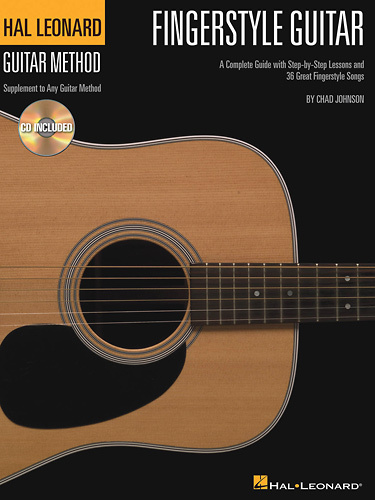 HAL LEONARD
GUITAR METHOD
Supplement to Any Guitar Method
CD INCLUDED
FINGERSTYLE GUITAR
A Complete Guide with Step-by-Step Lessons and
36 Great Fingerstyle Songs
BY CHAD JOHNSON
HAL•LEONARD®